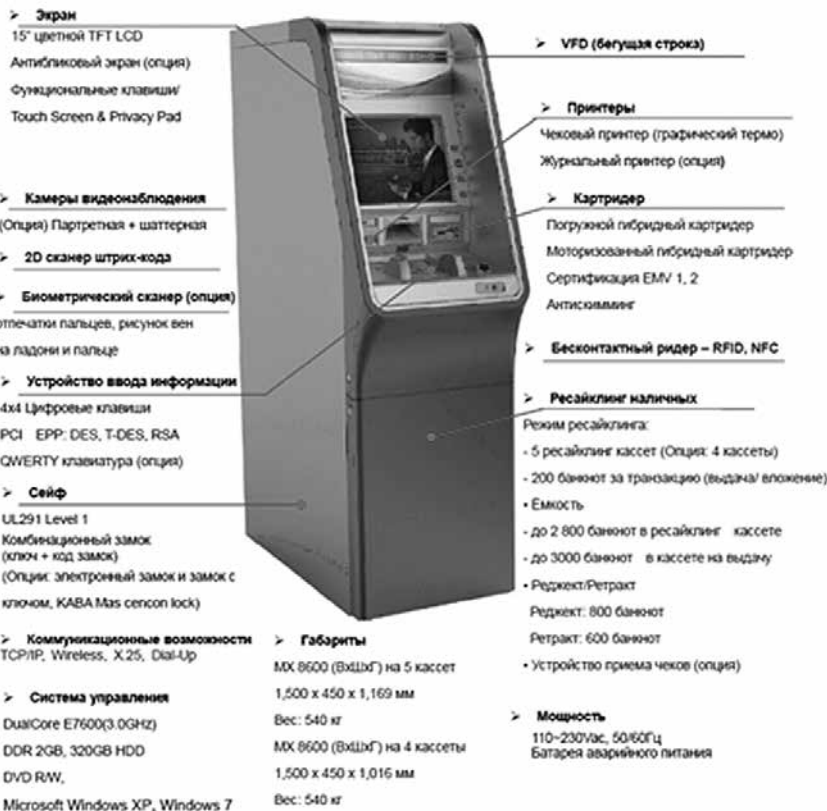 ➤ Экран
15" цветной TFT LCD
Антибликовый экран (опция)
Функциональные клавиши/
Touch Screen & Privacy Pad
➤ Камеры видеонаблюдения
(Опция) Партретная + шаттерная
➤ 2D сканер штрих-кода
➤ Биометрический сканер (опция)
отпечатки пальцев, рисунок вен
на ладони и пальце
➤ Устройство ввода информации
4x4 Цифровые клавиши
PCI EPP: DES, T-DES, RSA
QWERTY клавиатура (опция)
➤ Сейф
UL291 Level 1
Комбинационный замок
(ключ + код замок)
(Опции: электронный замок и замок с
ключом, KABA Mas cencon lock)
➤ Коммуникационные возможности
TCP/IP, Wireless, X.25, Dial-Up
➤ Система управления
DualCore E7600(3.0GHz)
DDR 2GB, 320GB HDD
DVD R/W,
Microsoft Windows XP, Windows 7
➤ Габариты
MX 8600 (ВхШхГ) на 5 кассет
1,500 x 450 x 1,169 мм
Вес: 540 кг
MX 8600 (ВхШхГ) на 4 кассеты
1,500 x 450 x 1,016 мм
Вес: 540 кг
➤ VFD (бегущая строка)
➤ Принтеры
Чековый принтер (графический термо)
Журнальный принтер (опция)
➤ Картридер
Погружной гибридный картридер
Моторизованный гибридный картридер
Сертификация EMV 1, 2
Антискимминг
➤ Бесконтактный ридер – RFID, NFC
➤ Ресайклинг наличных
Режим ресайклинга:
- 5 ресайклинг кассет (Опция: 4 кассеты)
- 200 банкнот за транзакцию (выдача/ вложение)
• Ёмкость
- до 2 800 банкнот в ресайклинг кассете
- до 3000 банкнот в кассете на выдачу
• Реджект/Ретракт
Реджект: 800 банкнот
Ретракт: 600 банкнот
• Устройство приема чеков (опция)
➤ Мощность
110~230Vac, 50/60Гц
Батарея аварийного питания